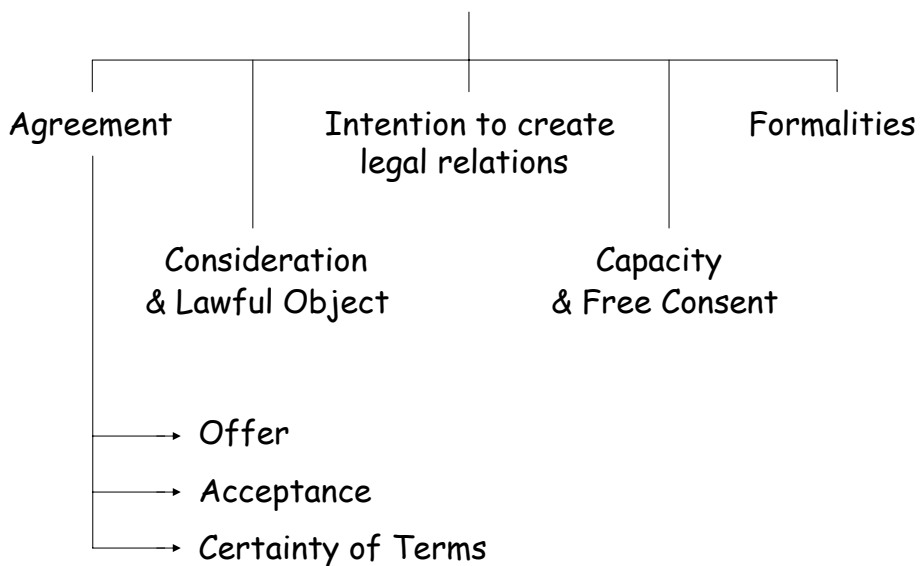 Agreement
Intention to create
legal relations
Formalities
Consideration
& Lawful Object
Capacity
& Free Consent
Offer
Acceptance
Certainty of Terms